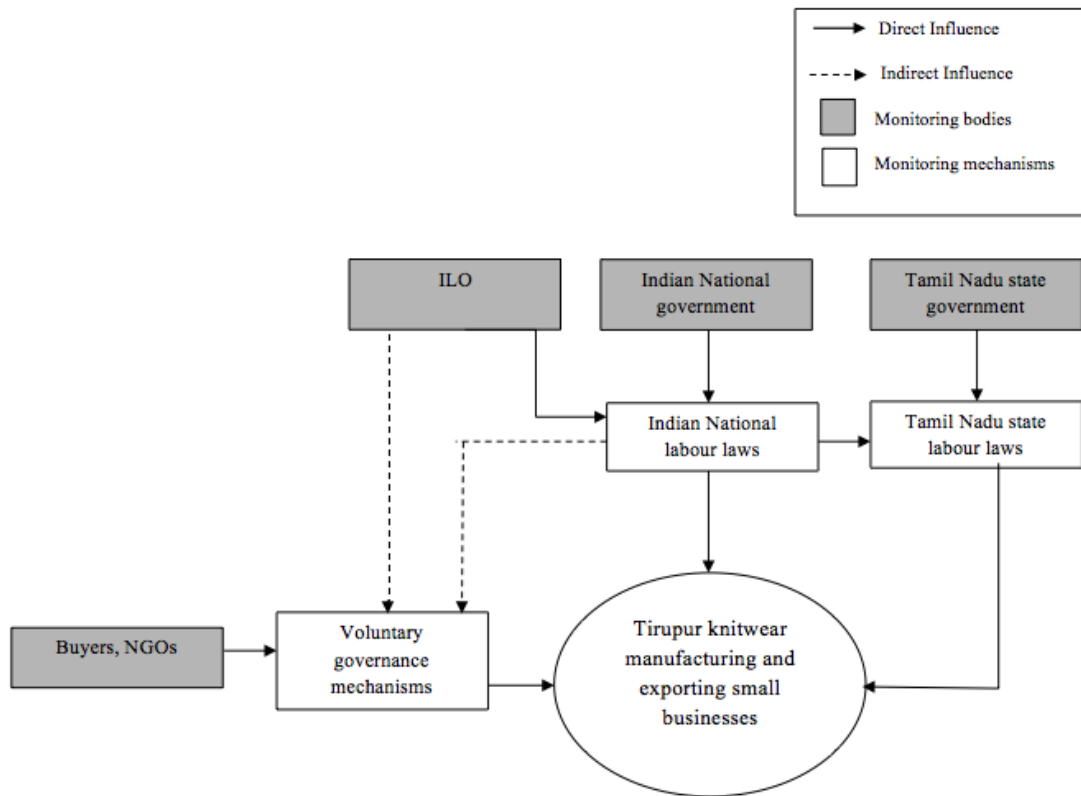 Direct Influence
Indirect Influence
Monitoring bodies
Monitoring mechanisms
ILO
Indian National
government
Tamil Nadu state
government
Indian National
labour laws
Tamil Nadu state
labour laws
Buyers, NGOs
Voluntary
governance
mechanisms
Tirupur knitwear
manufacturing and
exporting small
businesses